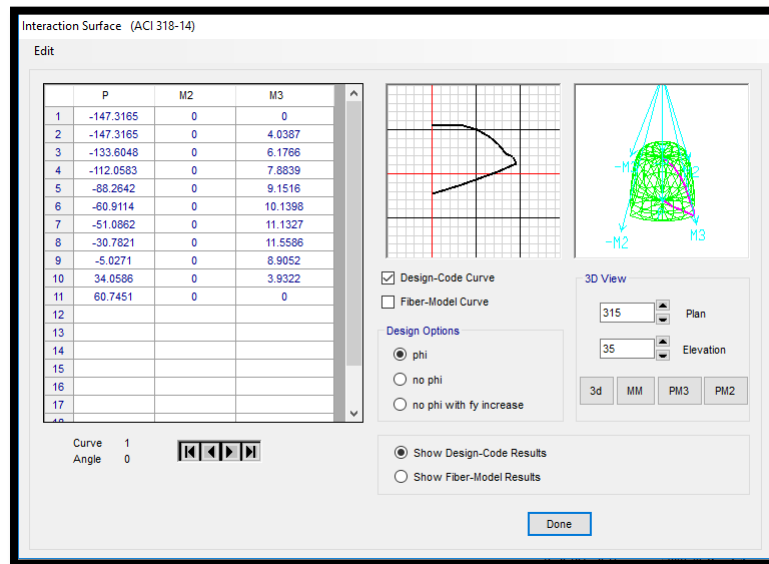 Interaction Surface (ACI 318-14)
Edit
P M2 M3
1 -147.3165 0 0
2 -147.3165 0 4.0387
3 -133.6048 0 6.1766
4 -112.0583 0 7.8839
5 -88.2642 0 9.1516
6 -60.9114 0 10.1398
7 -51.0862 0 11.1327
8 -30.7821 0 11.5586
9 -5.0271 0 8.9052
10 34.0586 0 3.9322
11 60.7451 0 0
12
13
14
15
16
17
Curve 1
Angle 0
-M2
M3
Design-Code Curve
Fiber-Model Curve
Design Options
phi
no phi
no phi with fy increase
3D View
315 Plan
35 Elevation
3d MM PM3 PM2
Show Design-Code Results
Show Fiber-Model Results
Done